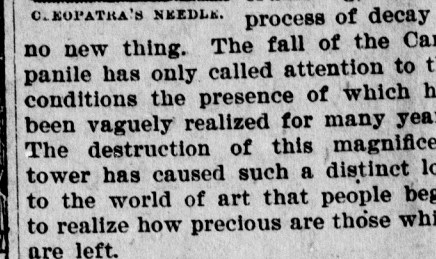 CLEOPATRA'S NEEDLE. process of decay
no new thing. The fall of the Cam
panile has only called attention to t
conditions the presence of which h
been vaguely realized for many yea
The destruction of this magnifice
tower has caused such a distinct lo
to the world of art that people beg
to realize how precious are those whi
are left.